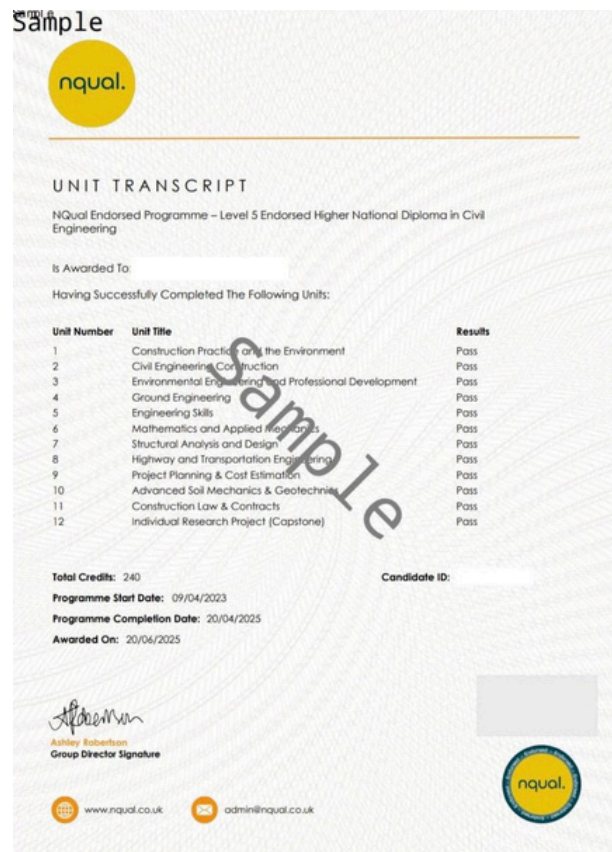 Sample
Sample
nqual.
UNIT TRANSCRIPT
NQual Endorsed Programme – Level 5 Endorsed Higher National Diploma in Civil
Engineering
Is Awarded To:
Having Successfully Completed The Following Units:
Unit Number Unit Title Results
1 Construction Practice and the Environment Pass
2 Civil Engineering Construction Pass
3 Environmental Engineering and Professional Development Pass
4 Ground Engineering Pass
5 Engineering Skills Pass
6 Mathematics and Applied Mechanics Pass
7 Structural Analysis and Design Pass
8 Highway and Transportation Engineering Pass
9 Project Planning & Cost Estimation Pass
10 Advanced Soil Mechanics & Geotechnics Pass
11 Construction Law & Contracts Pass
12 Individual Research Project (Capstone) Pass
Sample
Total Credits: 240 Candidate ID:
Programme Start Date: 09/04/2023
Programme Completion Date: 20/04/2025
Awarded On: 20/06/2025
Ashley Robertson
Group Director Signature
www.nqual.co.uk admin@nqual.co.uk
nqual.